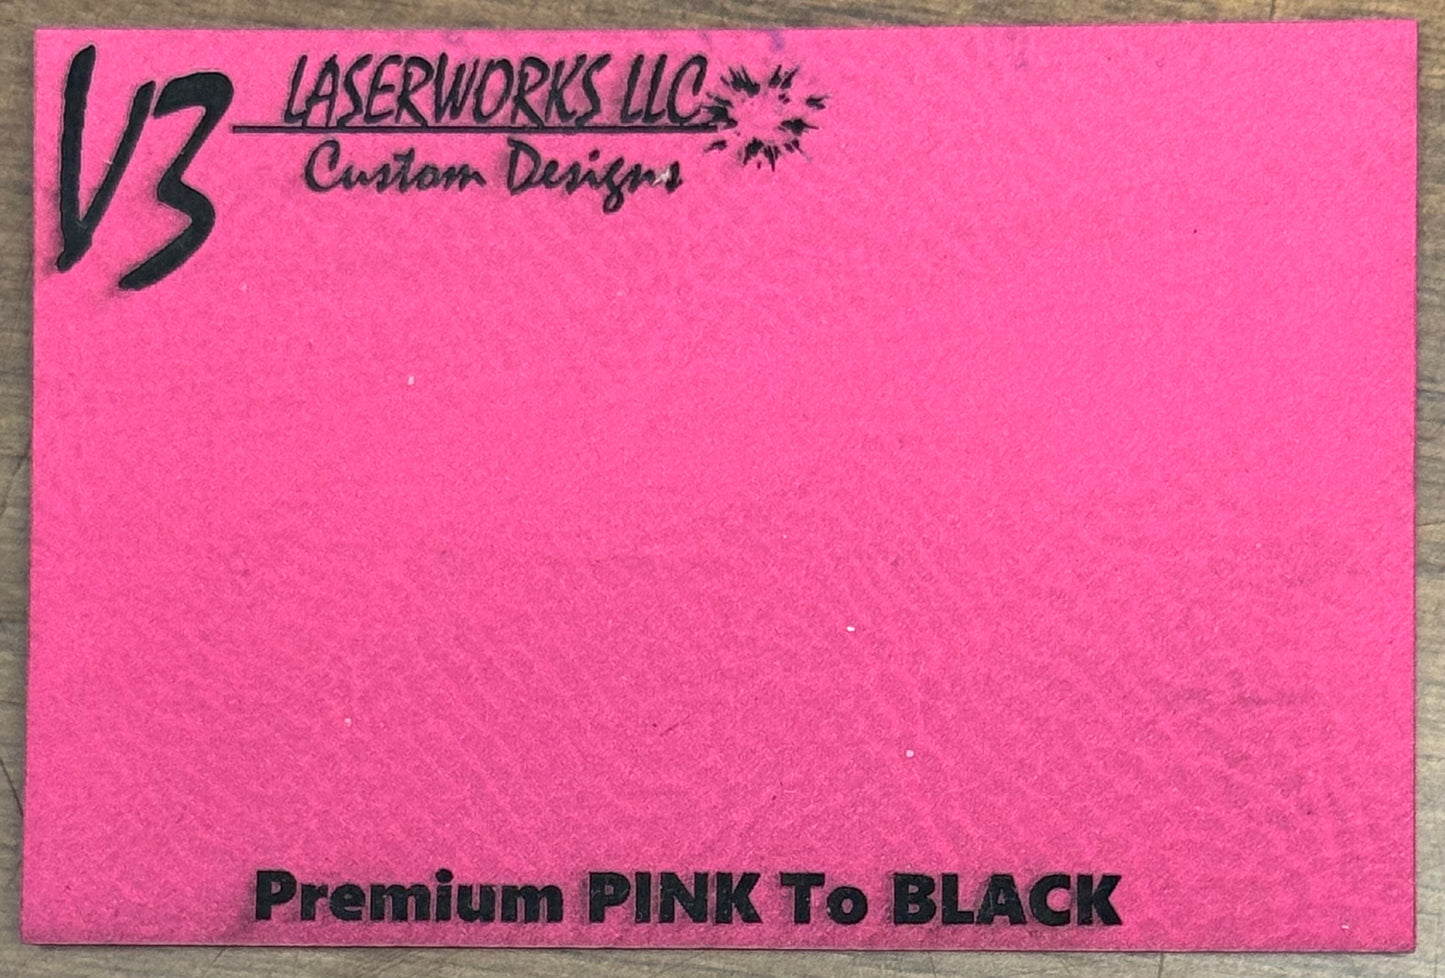 V3 LASERWORKS LLC
Custom Designs
Premium PINK To BLACK